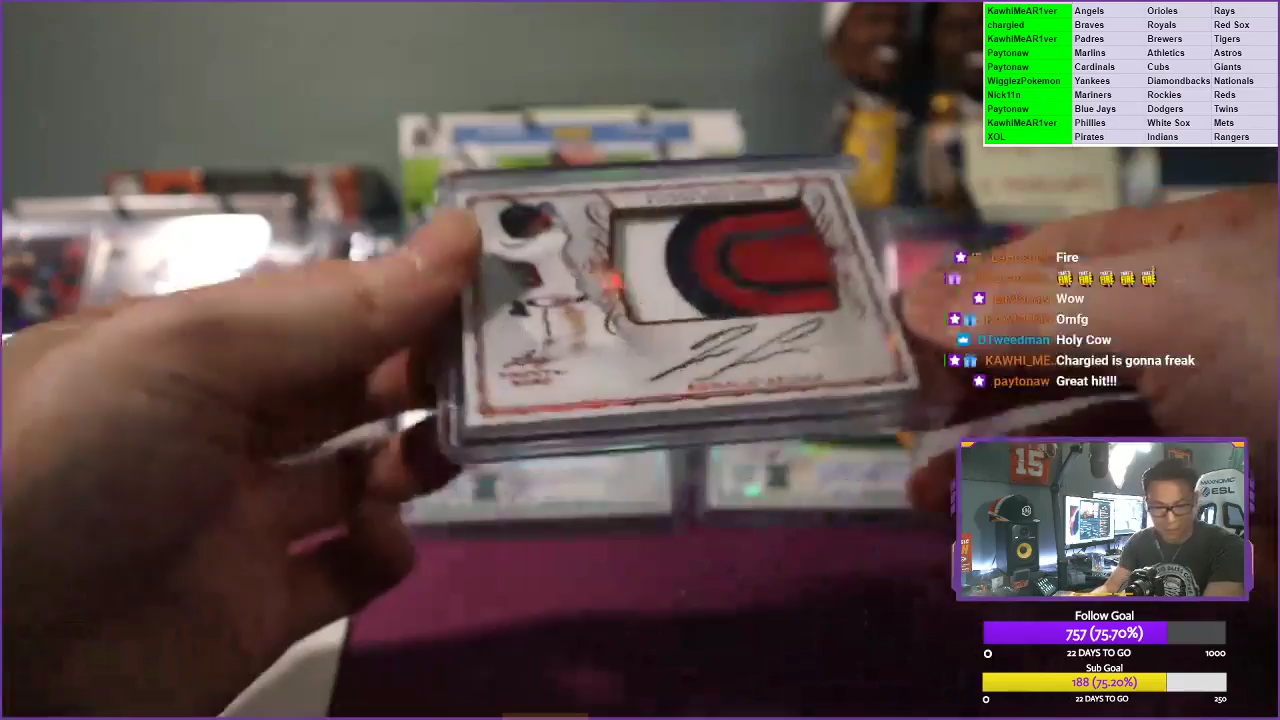 KawhiMeAR1ver Angels Orioles Rays
chargled Braves Royals Red Sox
KawhiMeAR1ver Padres Brewers Tigers
Paytonaw Marlins Athletics Astros
Paytonaw Cardinals Cubs Giants
WigglezPokemon Yankees Diamondbacks Nationals
Nick11n Mariners Rockies Reds
Paytonaw Blue Jays Dodgers Twins
KawhiMeAR1ver Phillies White Sox Mets
XOL Pirates Indians Rangers
Fire
Wow
Omfg
DTweedman Holy Cow
KAWHI_ME. Chargied is gonna freak
paytonaw Great hit!!!
15
MAXNOMIC
ESL
Follow Goal
757 (75.70%)
0 22 DAYS TO GO 1000
Sub Goal
188 (75.20%)
0 22 DAYS TO GO 250